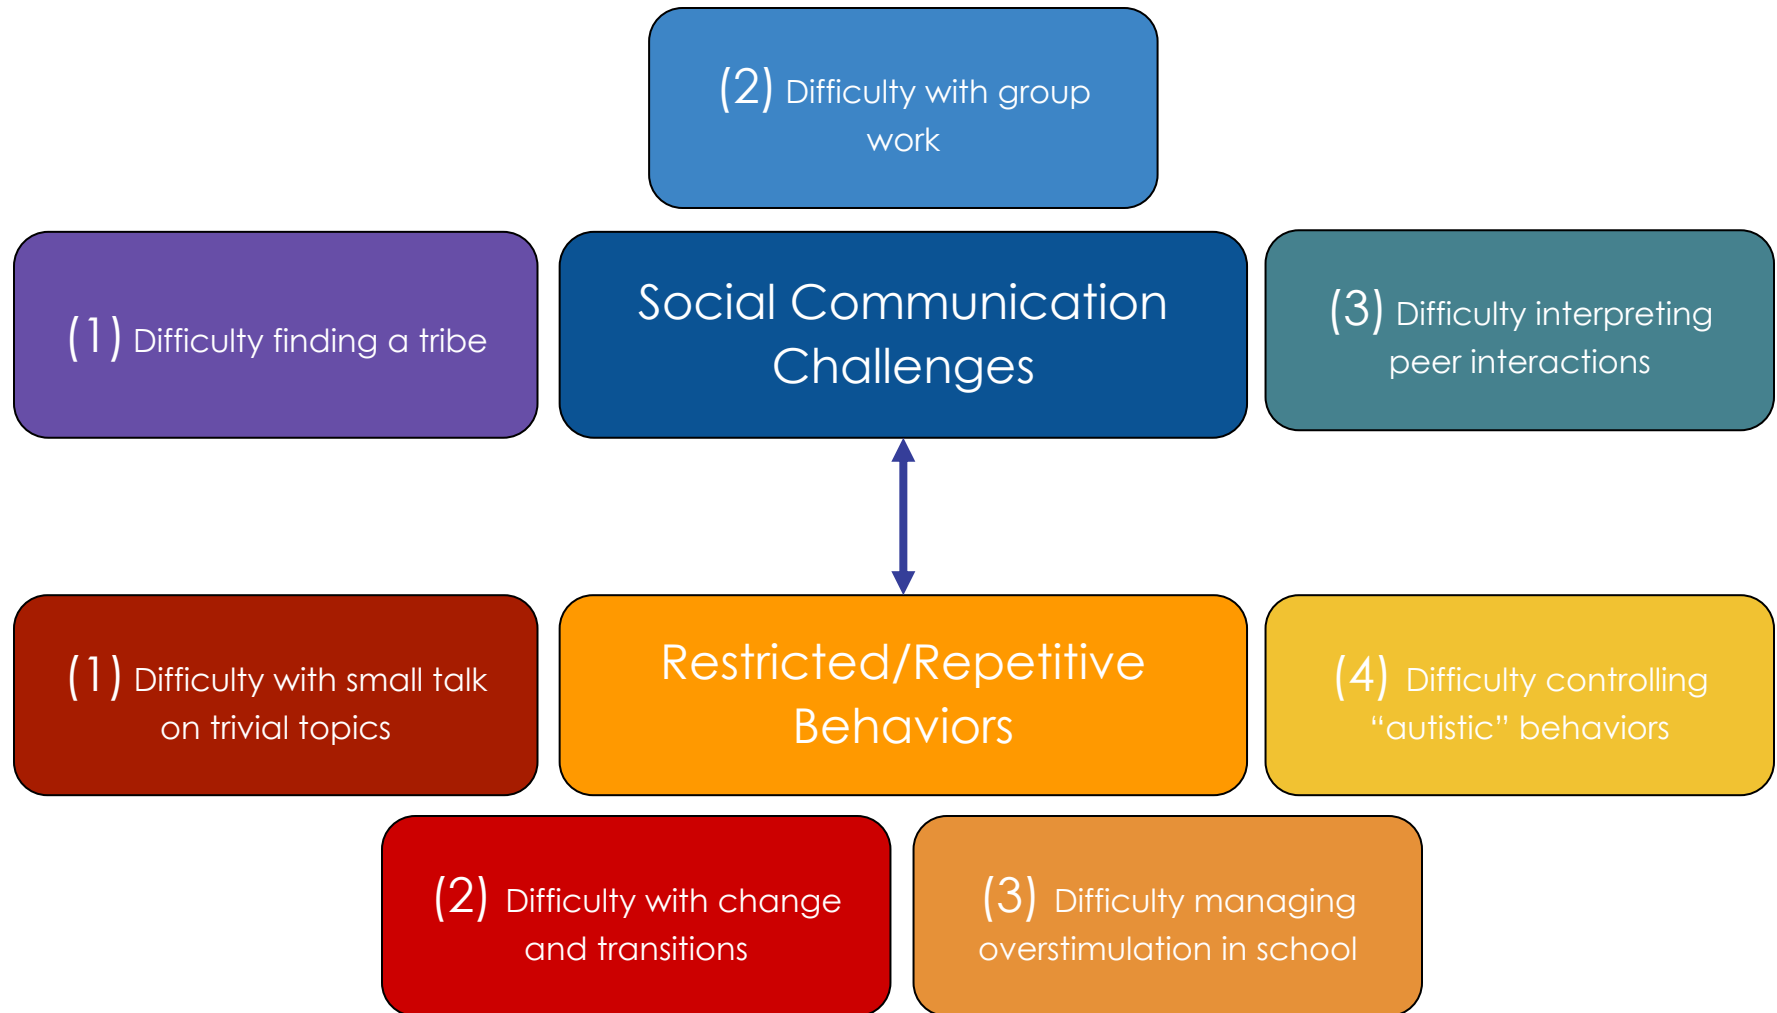 (2) Difficulty with group
work
(1) Difficulty finding a tribe
Social Communication
Challenges
(3) Difficulty interpreting
peer interactions
(1) Difficulty with small talk
on trivial topics
Restricted/Repetitive
Behaviors
(4) Difficulty controlling
“autistic” behaviors
(2) Difficulty with change
and transitions
(3) Difficulty managing
overstimulation in school